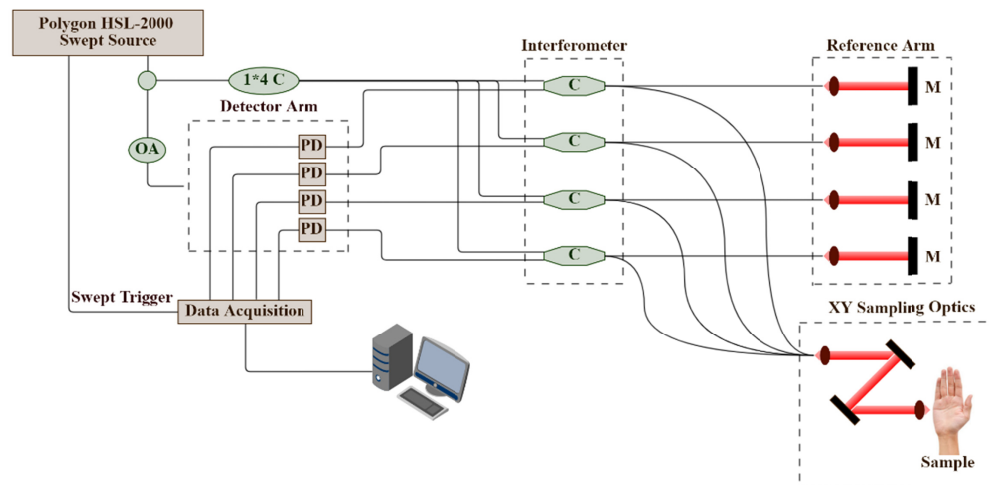 Polygon HSL-2000
Swept Source
1*4 C
Detector Arm
OA
PD
PD
PD
PD
Swept Trigger
Data Acquisition
Interferometer
C
C
C
C
Reference Arm
M
M
M
M
XY Sampling Optics
Sample